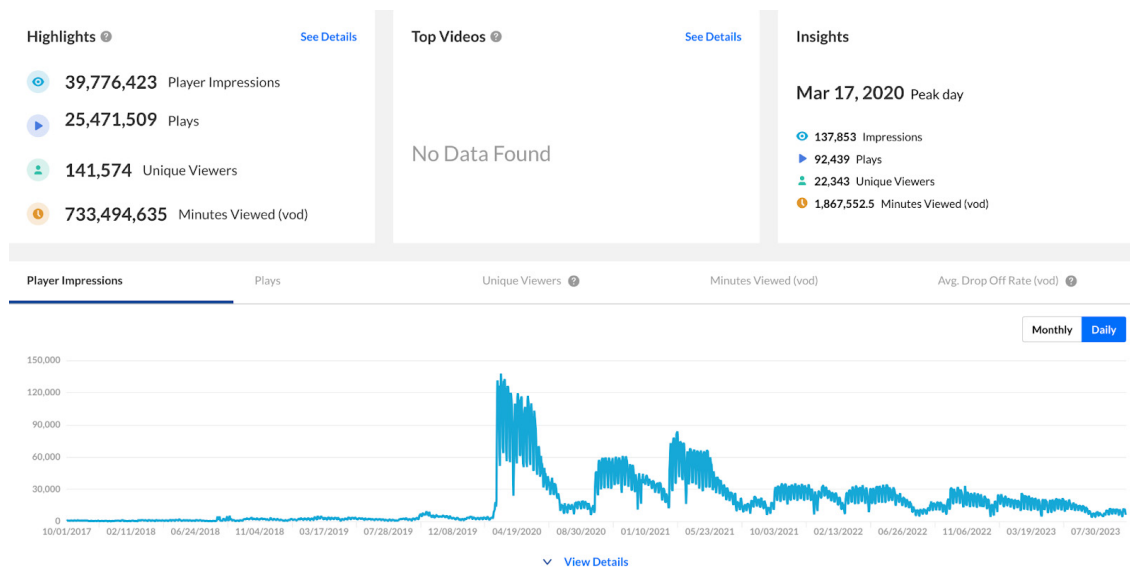 Highlights
See Details
39,776,423 Player Impressions
25,471,509 Plays
141,574 Unique Viewers
733,494,635 Minutes Viewed (vod)
Top Videos
See Details
No Data Found
Insights
Mar 17, 2020 Peak day
137,853 Impressions
92,439 Plays
22,343 Unique Viewers
1,867,552.5 Minutes Viewed (vod)
Player Impressions
Plays
Unique Viewers
Minutes Viewed (vod)
Avg. Drop Off Rate (vod)
Monthly
Daily
150,000
120,000
90,000
60,000
30,000
0
10/01/2017 02/11/2018 06/24/2018 11/04/2018 03/17/2019 07/28/2019 12/08/2019 04/19/2020 08/30/2020 01/10/2021 05/23/2021 10/03/2021 02/13/2022 06/26/2022 11/06/2022 03/19/2023 07/30/2023
View Details